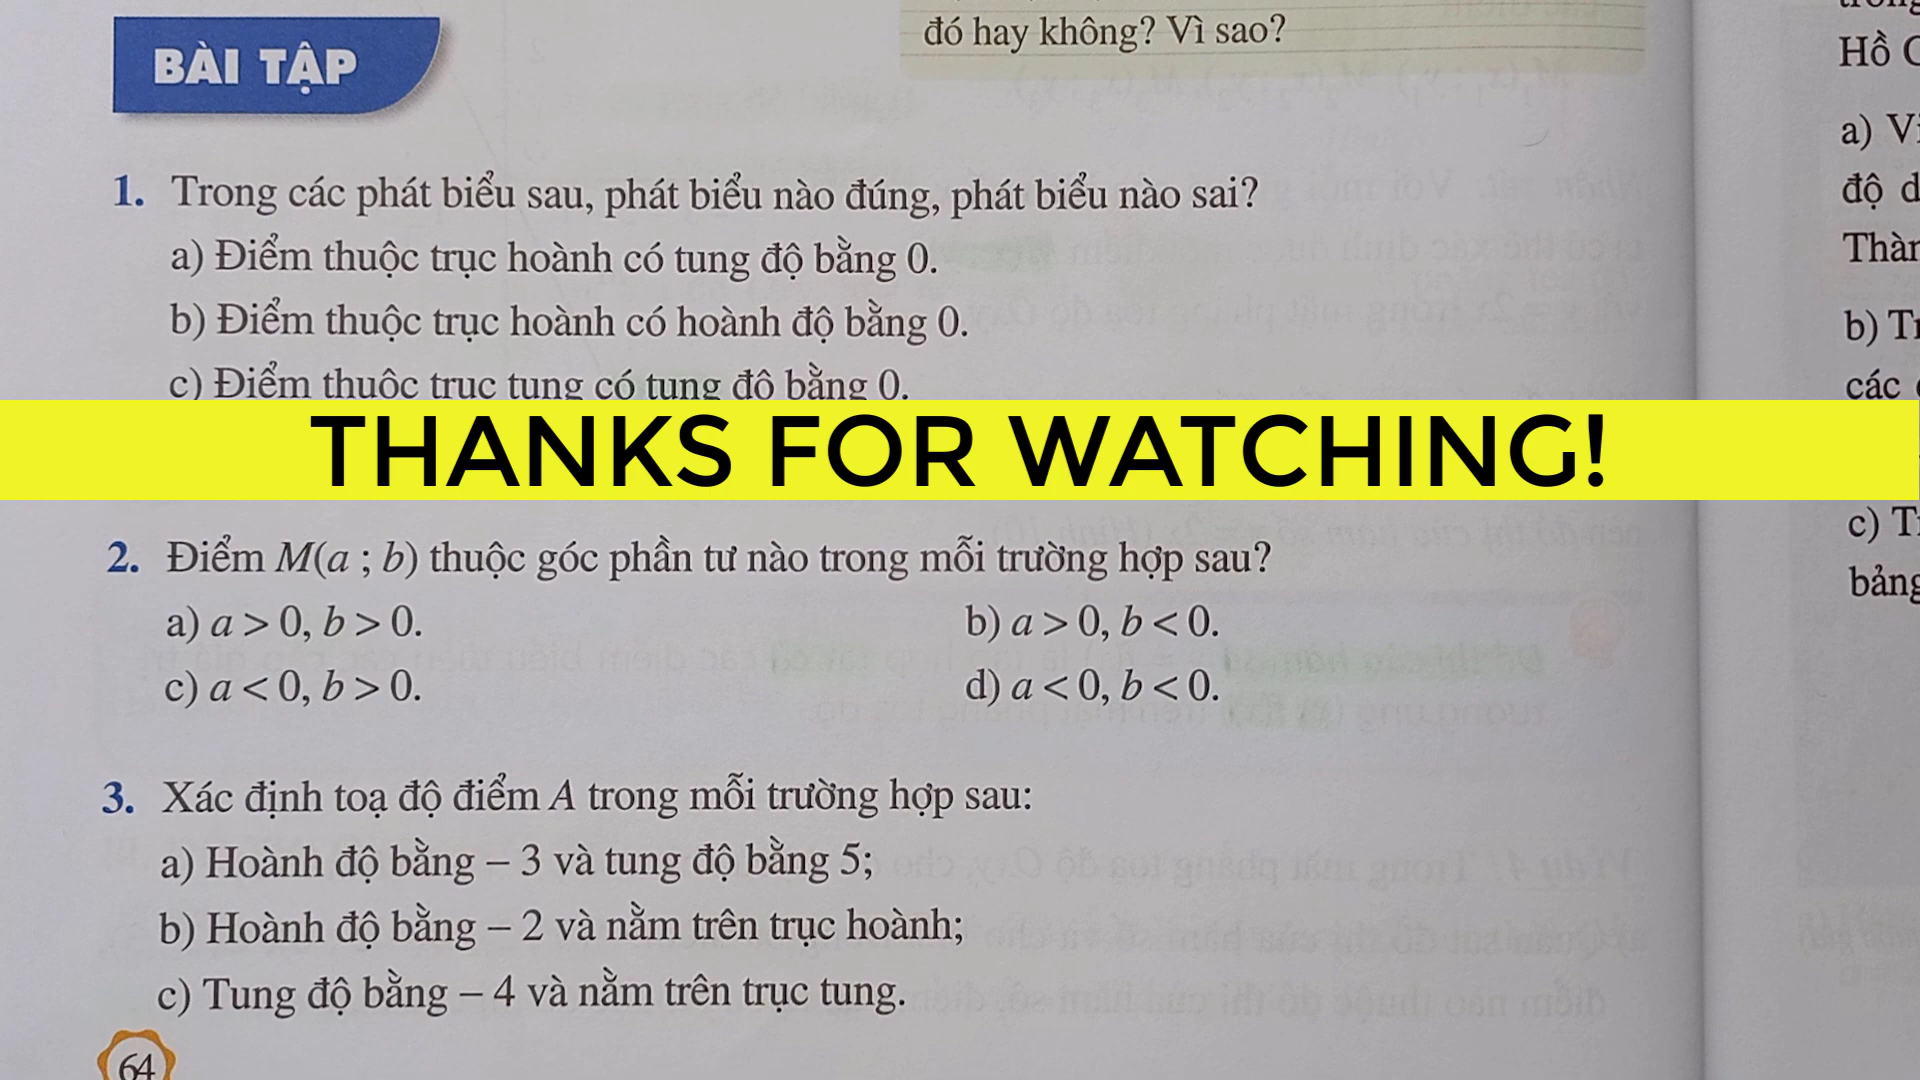 đó hay không? Vì sao?
BÀI TẬP
1. Trong các phát biểu sau, phát biểu nào đúng, phát biểu nào sai?
a) Điểm thuộc trục hoành có tung độ bằng 0.
b) Điểm thuộc trục hoành có hoành độ bằng 0.
c) Điểm thuộc trục tung có tung độ bằng 0.
THANKS FOR WATCHING!
2. Điểm M(a ; b) thuộc góc phần tư nào trong mỗi trường hợp sau?
a) a > 0, b > 0.
b) a > 0, b < 0.
c) a < 0, b > 0.
d) a < 0, b < 0.
3. Xác định toạ độ điểm A trong mỗi trường hợp sau:
a) Hoành độ bằng – 3 và tung độ bằng 5;
b) Hoành độ bằng – 2 và nằm trên trục hoành;
c) Tung độ bằng – 4 và nằm trên trục tung.
64
Hồ
a)
độ
b)
các
c)
bảng